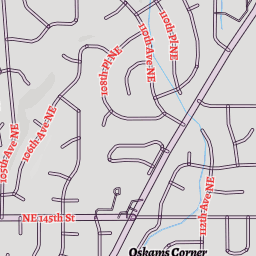 110th Ave NE
110th Pl NE
108th Pl NE
106th Ave NE
105th Ave NE
112th Ave NE
NE 145th St
Oskams Corner